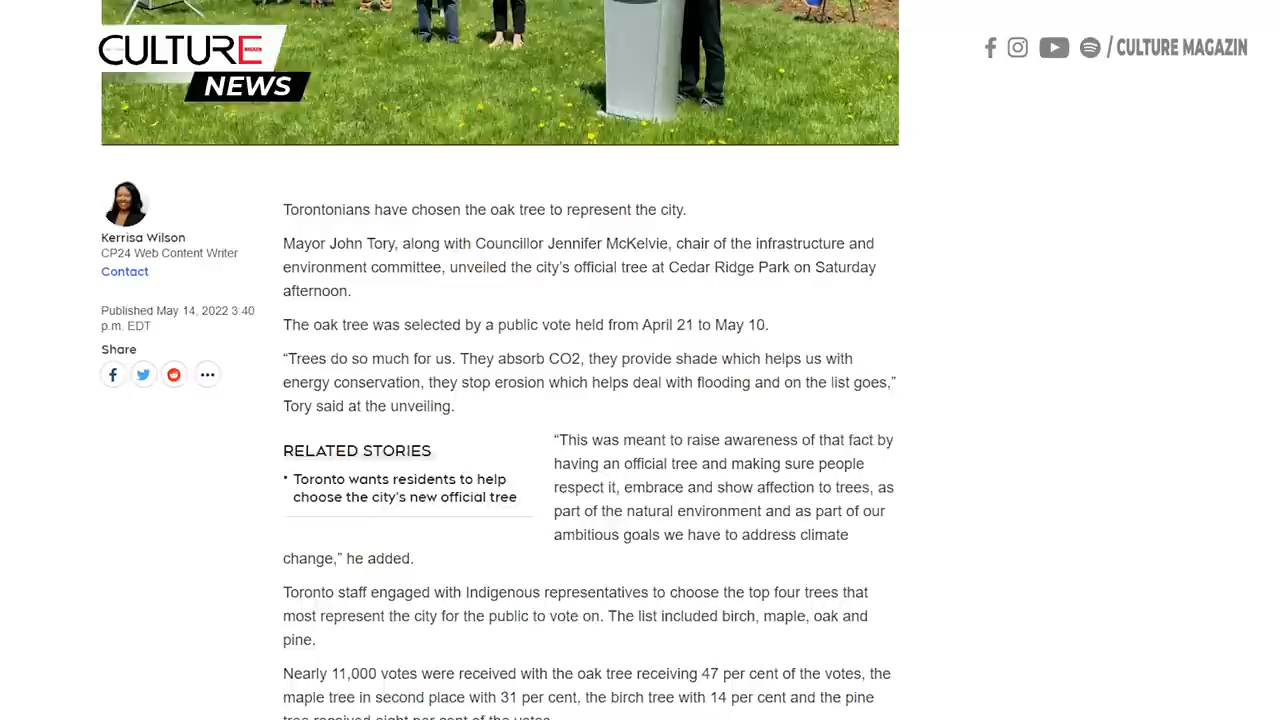 CULTURE
NEWS
/ CULTURE MAGAZIN
Kerrisa Wilson
CP24 Web Content Writer
Contact
Published May 14, 2022 3:40
p.m. EDT
Share
Torontonians have chosen the oak tree to represent the city.
Mayor John Tory, along with Councillor Jennifer McKelvie, chair of the infrastructure and
environment committee, unveiled the city’s official tree at Cedar Ridge Park on Saturday
afternoon.
The oak tree was selected by a public vote held from April 21 to May 10.
“Trees do so much for us. They absorb CO2, they provide shade which helps us with
energy conservation, they stop erosion which helps deal with flooding and on the list goes,”
Tory said at the unveiling.
RELATED STORIES
• Toronto wants residents to help
choose the city's new official tree
“This was meant to raise awareness of that fact by
having an official tree and making sure people
respect it, embrace and show affection to trees, as
part of the natural environment and as part of our
ambitious goals we have to address climate
change,” he added.
Toronto staff engaged with Indigenous representatives to choose the top four trees that
most represent the city for the public to vote on. The list included birch, maple, oak and
pine.
Nearly 11,000 votes were received with the oak tree receiving 47 per cent of the votes, the
maple tree in second place with 31 per cent, the birch tree with 14 per cent and the pine
tree received eight per cent of the votes.